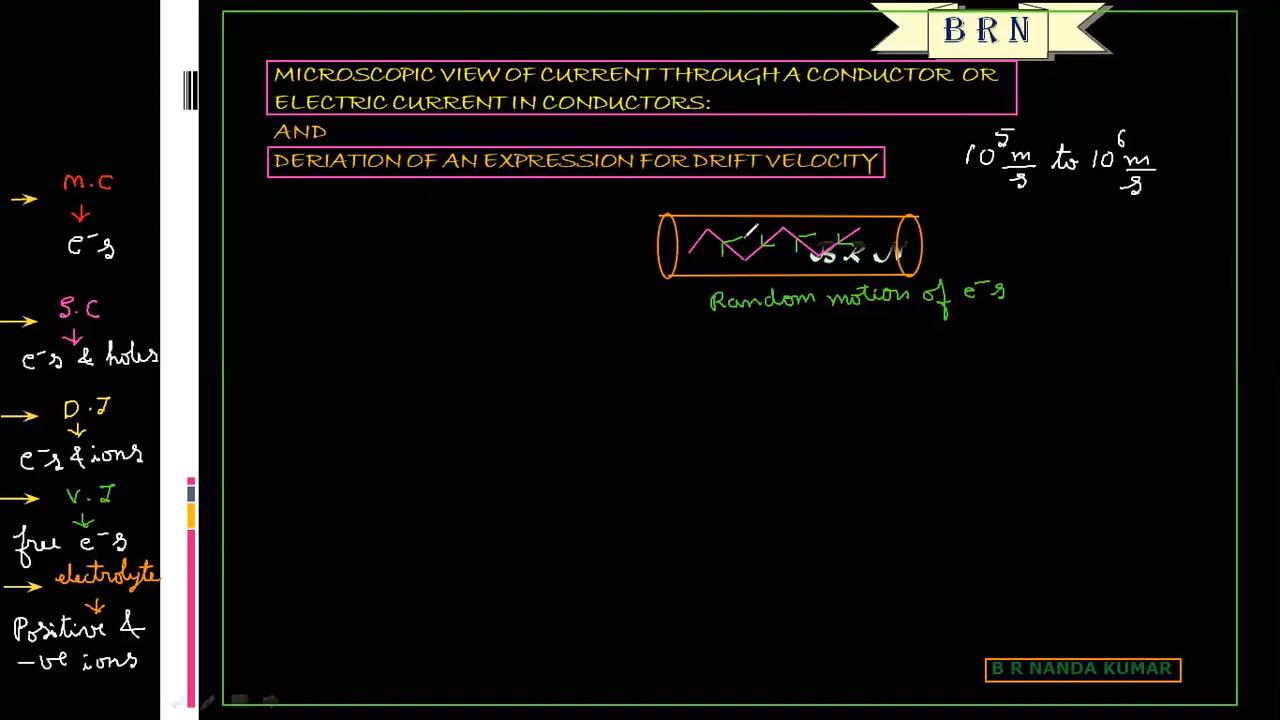 B R N
MICROSCOPIC VIEW OF CURRENT THROUGH A CONDUCTOR OR
ELECTRIC CURRENT IN CONDUCTORS:
AND
DERIATION OF AN EXPRESSION FOR DRIFT VELOCITY
10⁵ m/s to 10⁶ m/s
B R N
Random motion of e⁻s
M.C
e⁻s
S.C
e⁻s & holes
D.I
e⁻s & ions
V.I
free e⁻s
electrolyte
Positive &
-ve ions
B R NANDA KUMAR